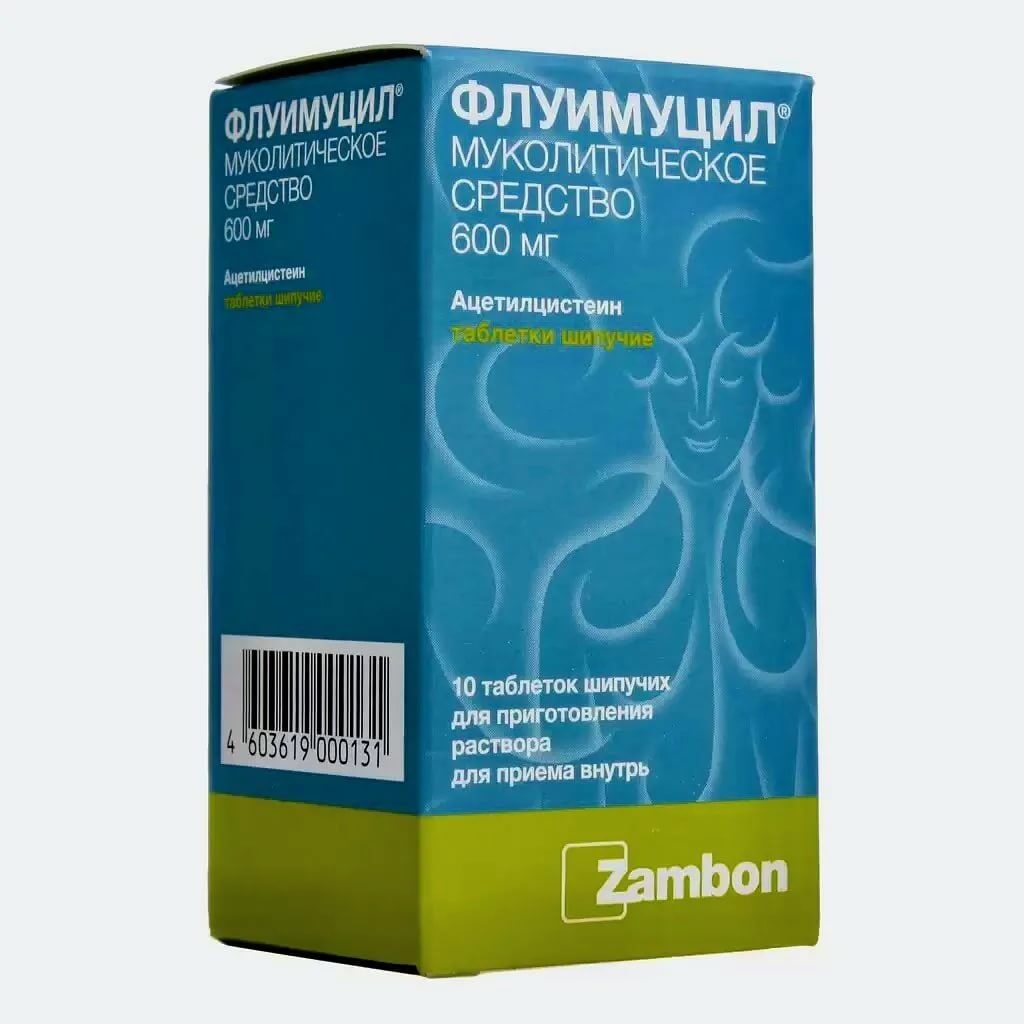 ФЛУИМУЦИЛ®
МУКОЛИТИЧЕСКОЕ
СРЕДСТВО
600 мг
Ацетилцистеин
таблетки шипучие
4 603619 000131
ФЛУИМУЦИЛ®
МУКОЛИТИЧЕСКОЕ
СРЕДСТВО
600 мг
Ацетилцистеин
таблетки шипучие
10 таблеток шипучих
для приготовления
раствора
для приема внутрь
Zambon